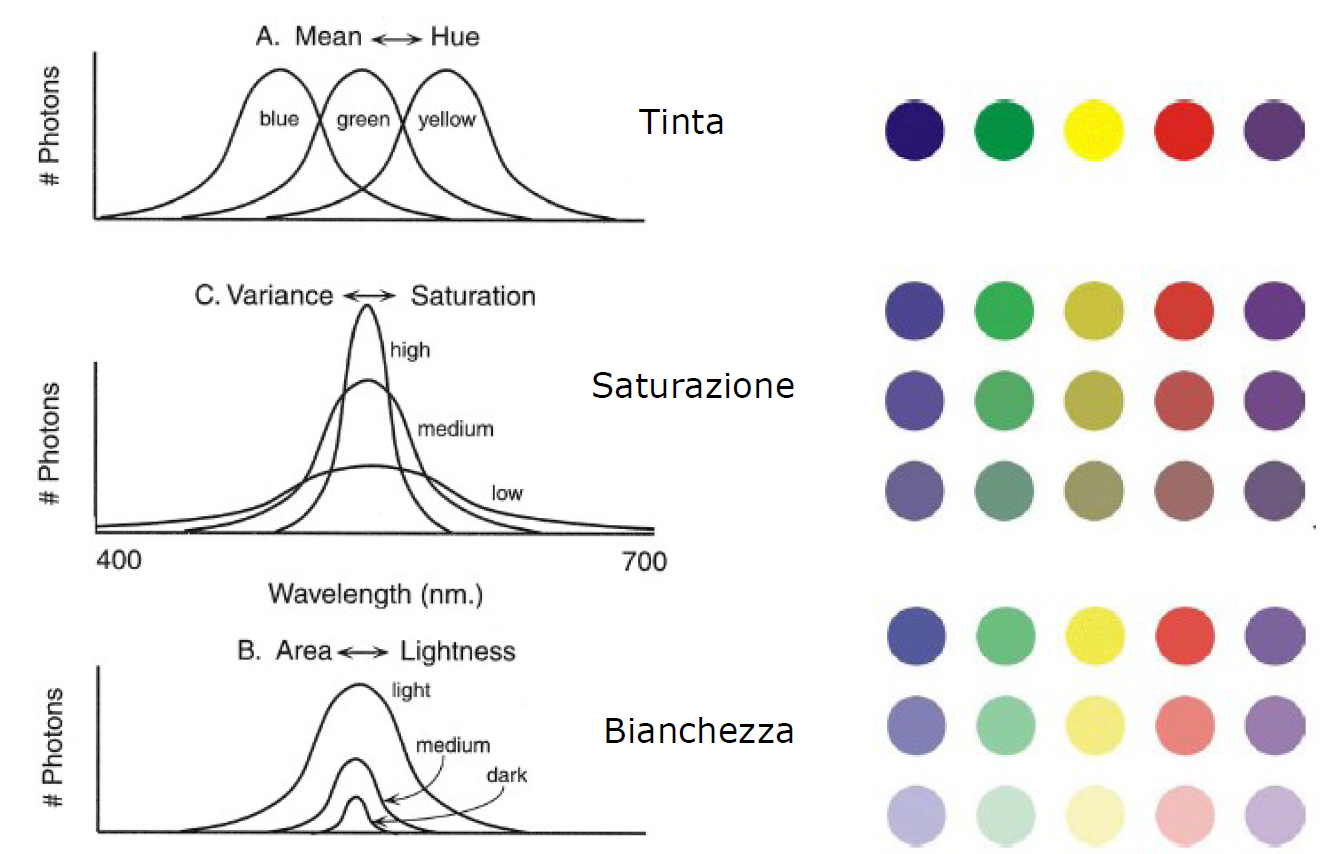 A. Mean ⟷ Hue
# Photons
blue
green
yellow
Tinta
C. Variance ⟷ Saturation
# Photons
high
medium
low
Saturazione
400
700
Wavelength (nm.)
B. Area ⟷ Lightness
# Photons
light
medium
dark
Bianchezza